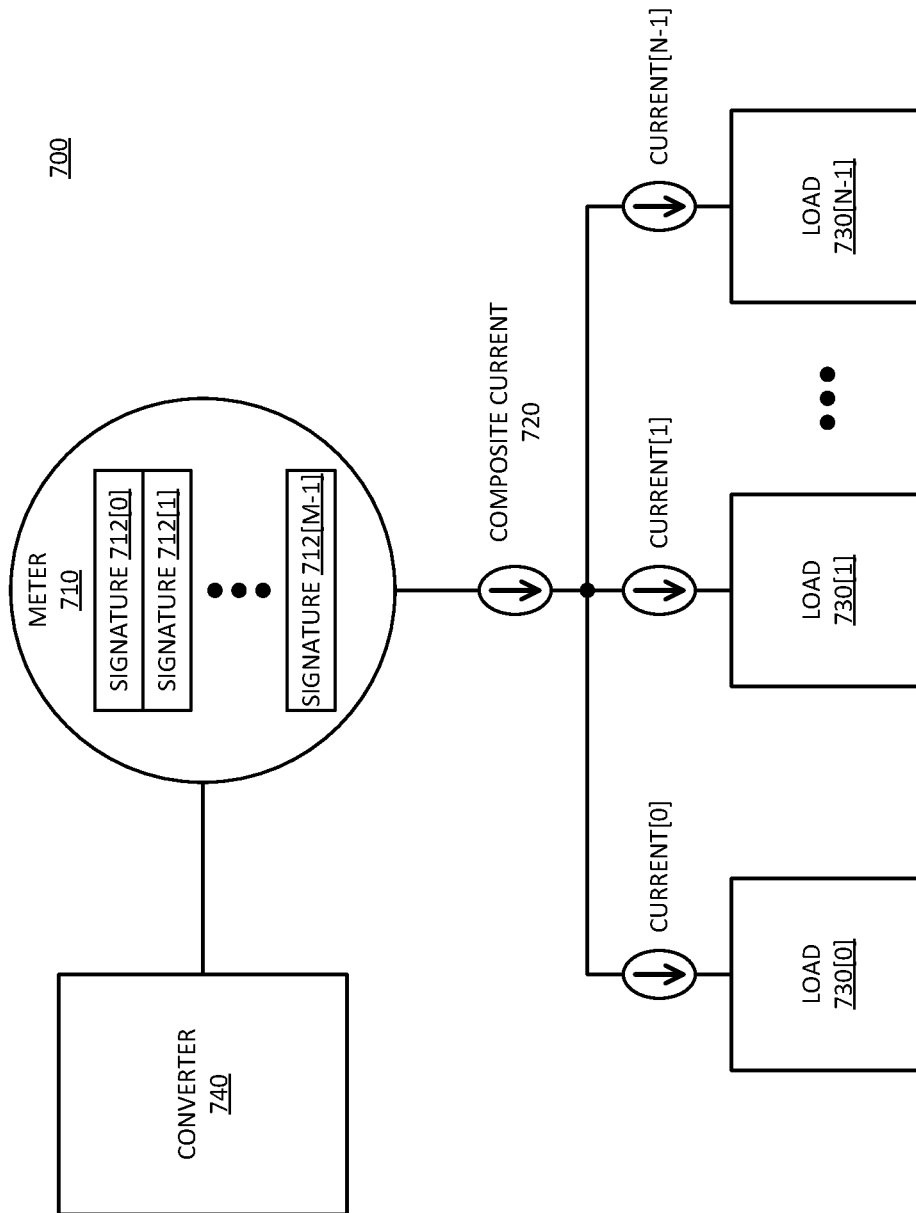 700
CONVERTER
740
METER
710
SIGNATURE 712[0]
SIGNATURE 712[1]
SIGNATURE 712[M-1]
COMPOSITE CURRENT
720
CURRENT[0]
CURRENT[1]
CURRENT[N-1]
LOAD
730[0]
LOAD
730[1]
LOAD
730[N-1]